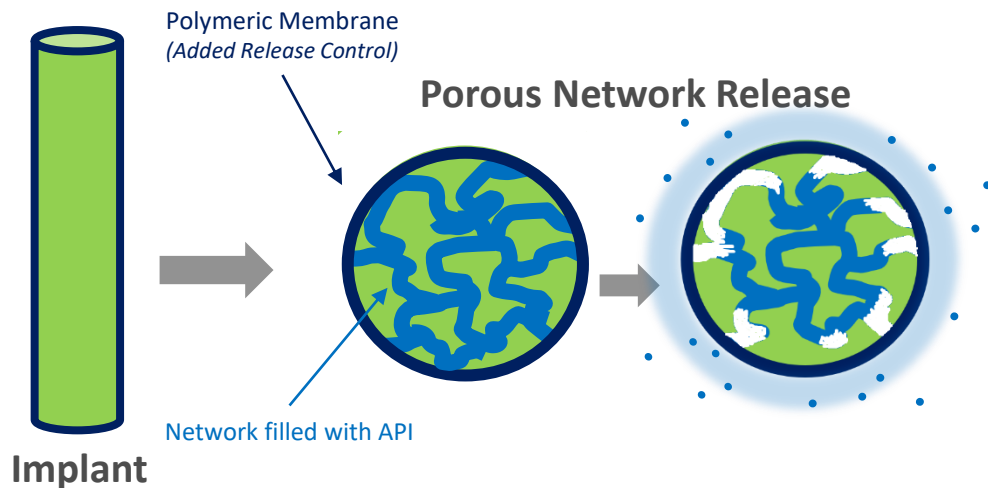 Polymeric Membrane
(Added Release Control)
Porous Network Release
Network filled with API
Implant